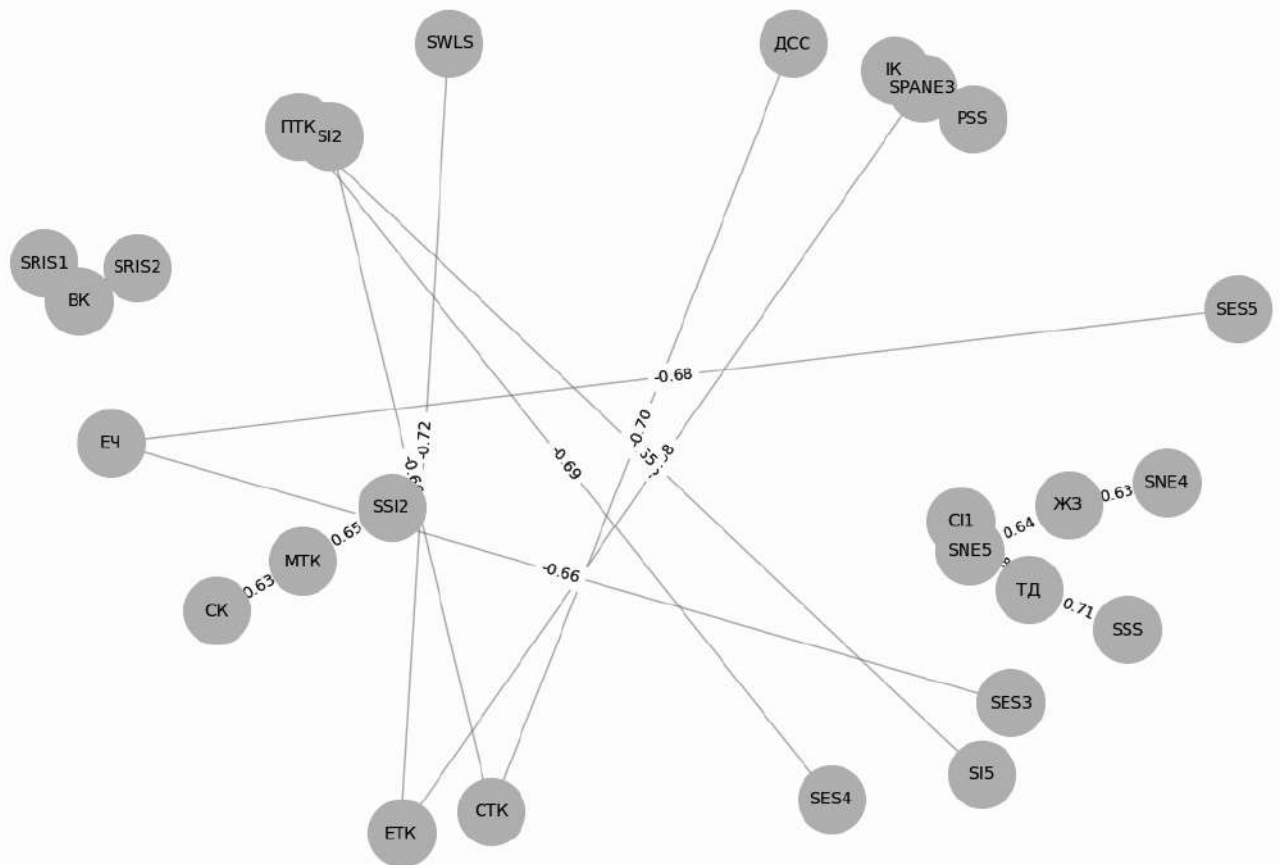 SWLS
ДСС
ІК
SPANE3
PSS
ПТК
SI2
SRIS1
SRIS2
ВК
SES5
-0.68
ЕЧ
-0.72
-0.70
-0.69
SSI2
0.65
МТК
0.63
СК
СІ1
SNE5
0.64
ЖЗ
0.63
SNE4
ТД
0.71
SSS
-0.66
SES3
SI5
SES4
СТК
ЕТК